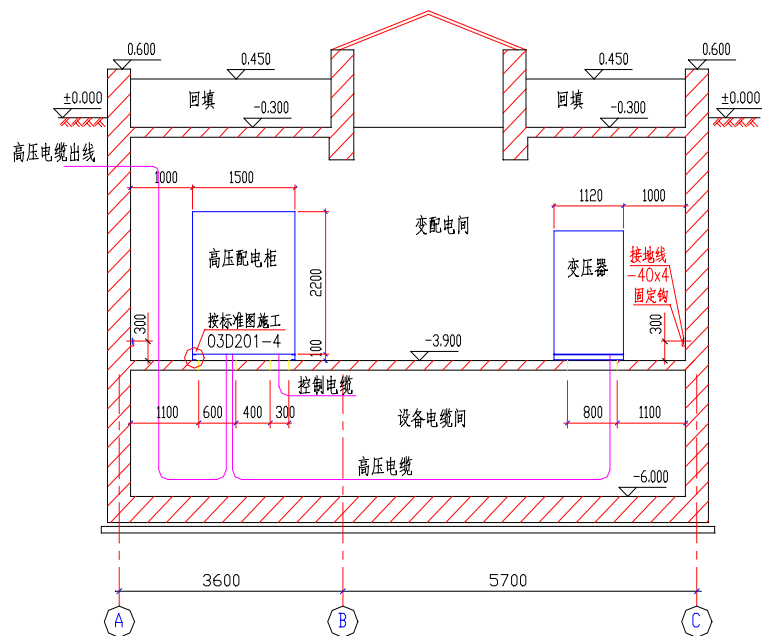 0.600
0.450
0.450
0.600
±0.000
回填
-0.300
回填
-0.300
±0.000
高压电缆出线
1000
1500
1120
1000
变配电间
高压配电柜
2200
变压器
接地线
-40x4
固定钩
300
按标准图施工
03D201-4
100
-3.900
300
控制电缆
1100
600
400
300
设备电缆间
800
1100
高压电缆
-6.000
3600
5700
A
B
C